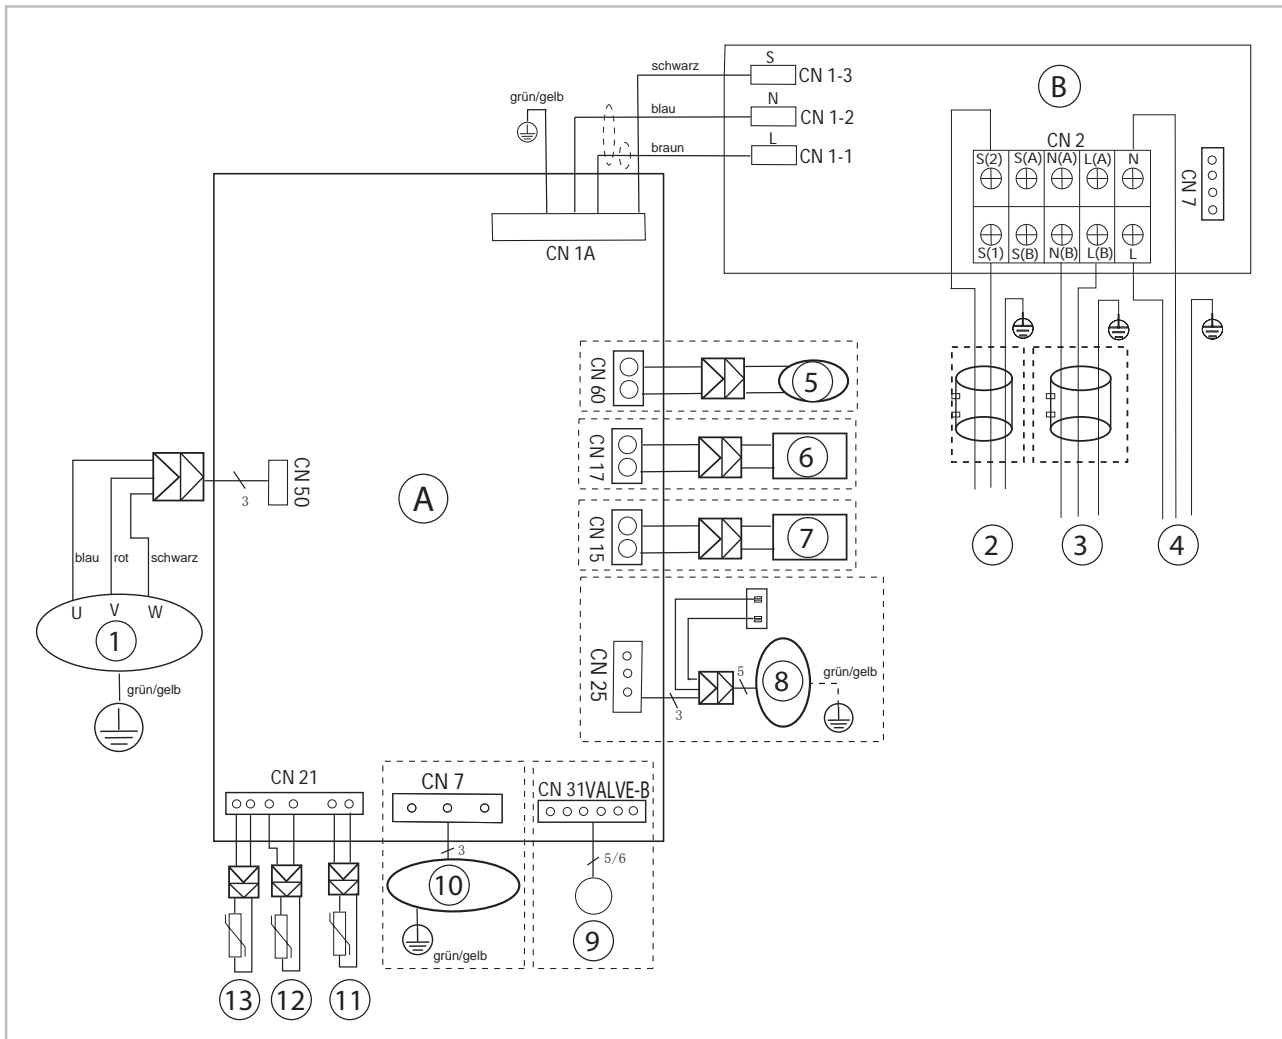 S
schwarz
CN 1-3
B
grün/gelb
N
blau
CN 1-2
CN 2
L
braun
CN 1-1
S(2) S(A) N(A) L(A) N
CN 7
S(1) S(B) N(B) L(B) L
CN 1A
CN 60
5
CN 17
6
CN 50
3
A
CN 15
7
2
3
4
blau
rot
schwarz
U
V
W
1
grün/gelb
CN 25
3
5
8
grün/gelb
CN 21
CN 7
CN 31VALVE-B
3
5/6
10
9
grün/gelb
13
12
11